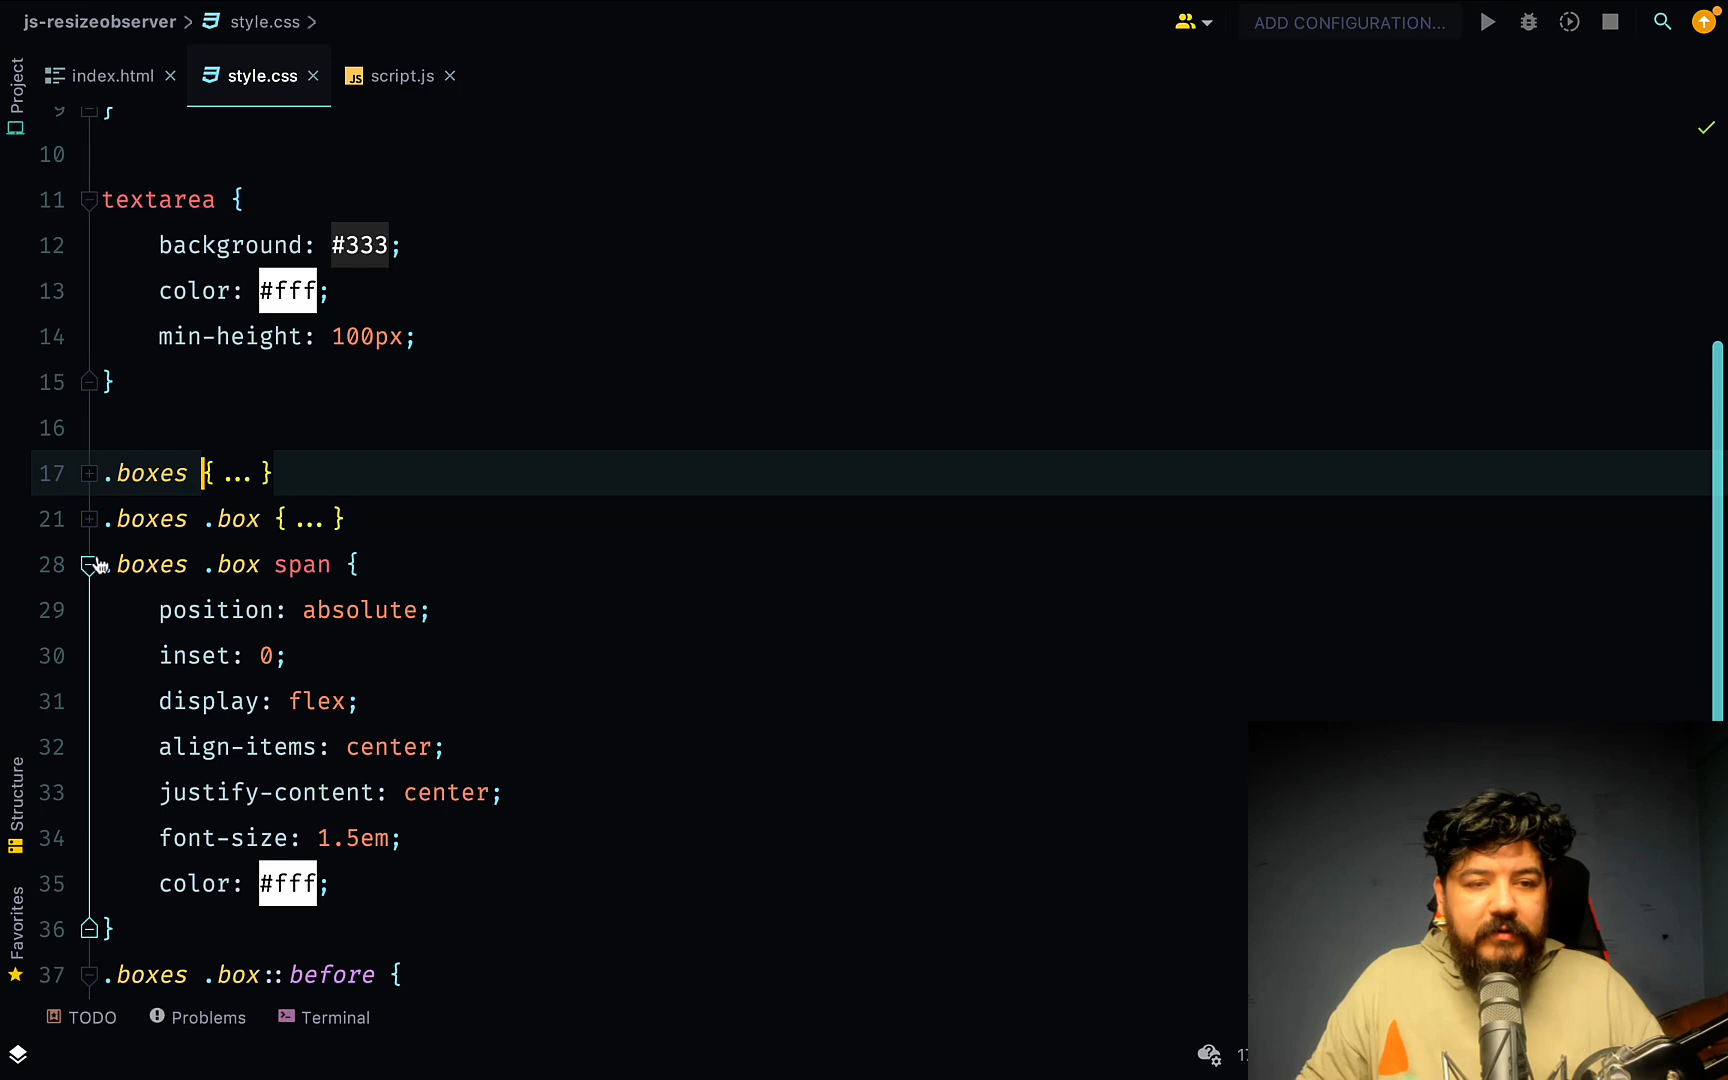 js-resizeobserver style.css
ADD CONFIGURATION...
Project
index.html
style.css
script.js
9 }
10
11 textarea {
12 background: #333;
13 color: #fff;
14 min-height: 100px;
15 }
16
17 .boxes { ... }
21 .boxes .box { ... }
28 boxes .box span {
29 position: absolute;
30 inset: 0;
31 display: flex;
32 align-items: center;
33 justify-content: center;
34 font-size: 1.5em;
35 color: #fff;
36 }
37 .boxes .box::before {
Structure
Favorites
TODO
Problems
Terminal